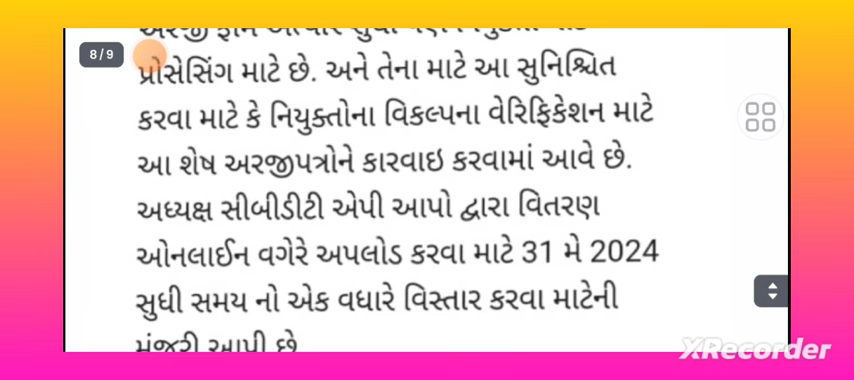 8/9
પ્રોસેસિંગ માટે છે. અને તેના માટે આ સુનિશ્ચિત
કરવા માટે કે નિયુક્તોના વિકલ્પના વેરિફિકેશન માટે
આ શેષ અરજીપત્રોને કારવાઇ કરવામાં આવે છે.
અધ્યક્ષ સીબીડીટી એપી આપો દ્વારા વિતરણ
ઓનલાઈન વગેરે અપલોડ કરવા માટે 31 મે 2024
સુધી સમય નો એક વધારે વિસ્તાર કરવા માટેની
મંજૂરી આપી છે
XRecorder